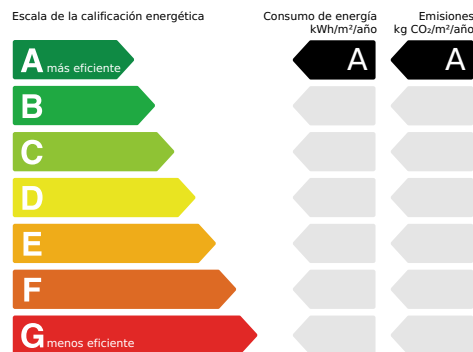 Escala de la calificación energética
Consumo de energía
kWh/m²/año
Emisiones
kg CO₂/m²/año
A más eficiente
A
A
B
C
D
E
F
G menos eficiente